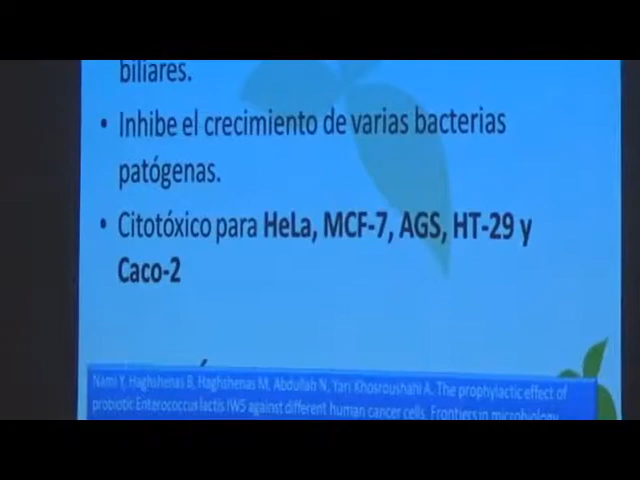 biliares.
• Inhibe el crecimiento de varias bacterias
patógenas.
• Citotóxico para HeLa, MCF-7, AGS, HT-29 y
Caco-2
Nami Y, Haghshenas B, Haghshenas M, Abdullah N, Yari Khosroushahi A. The prophylactic effect of
probiotic Enterococcus lactis IW5 against different human cancer cells. Frontiers in microbiology.